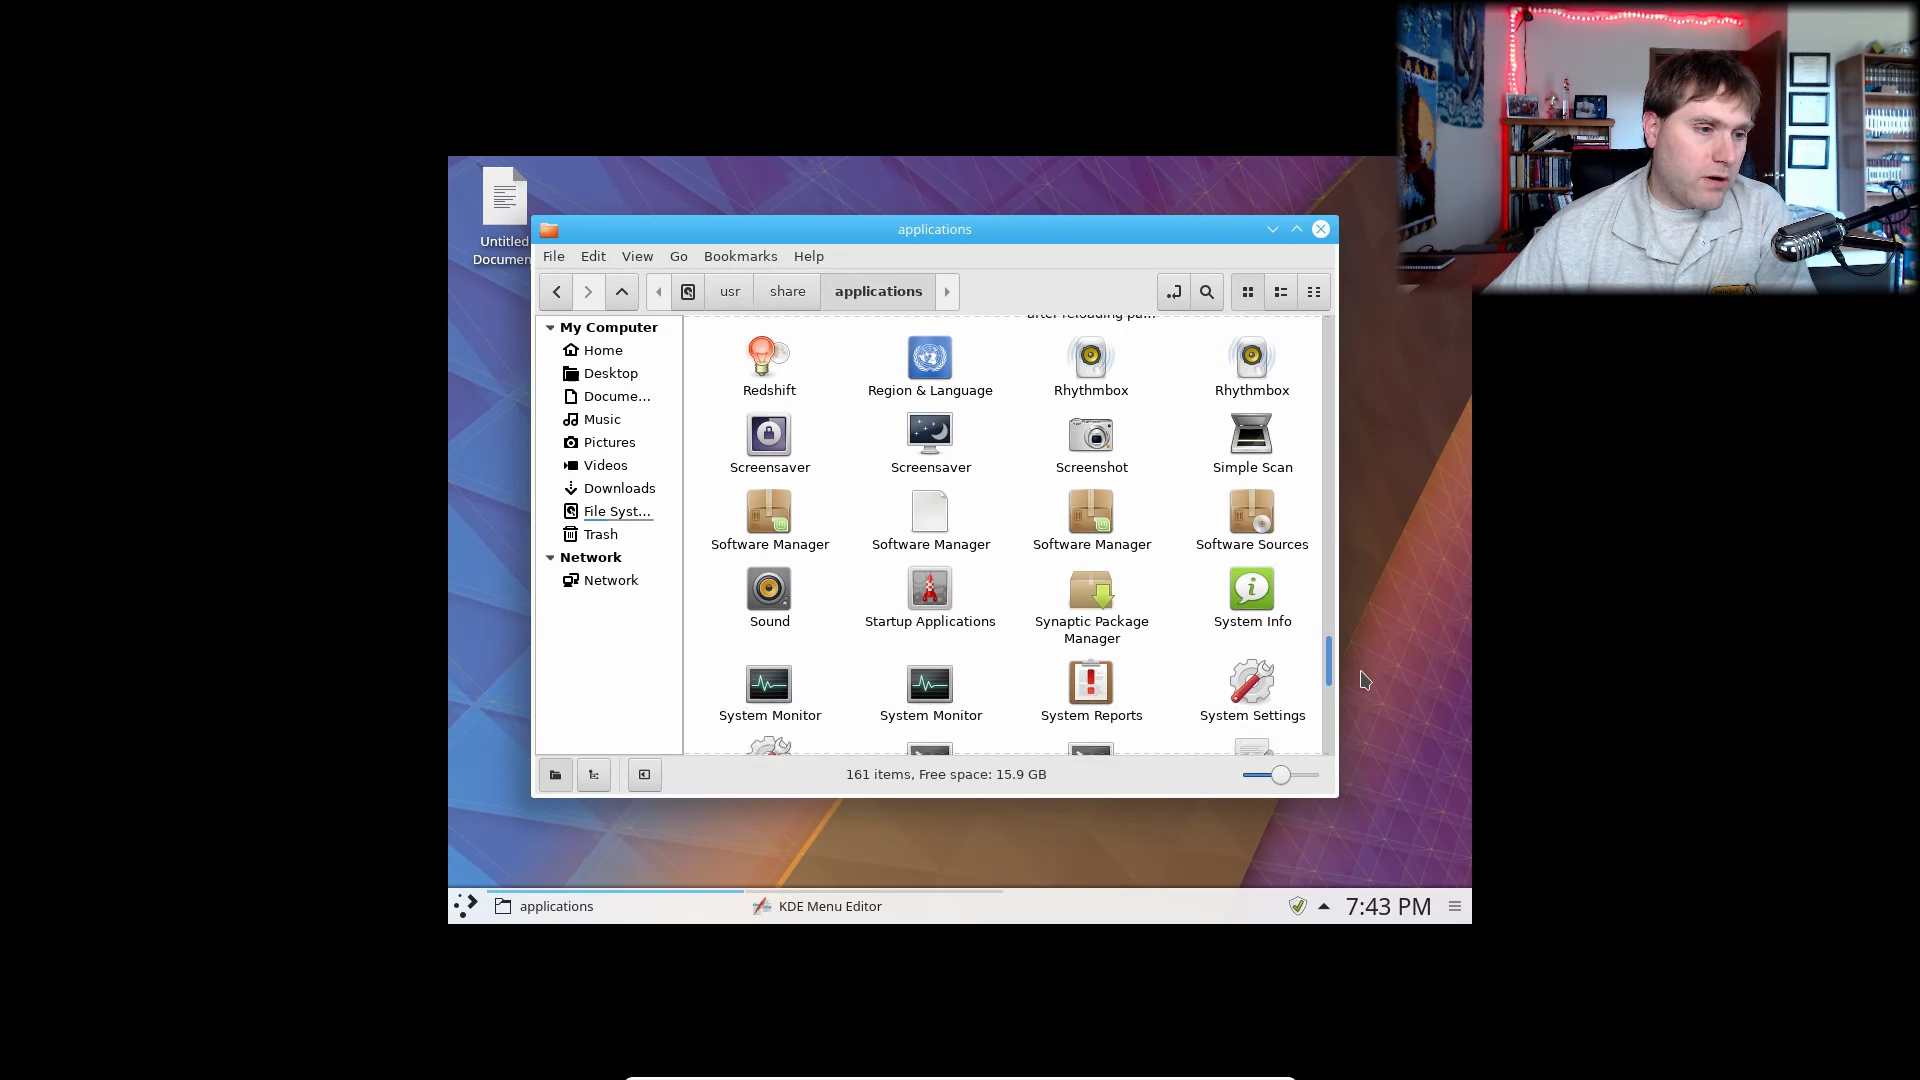 Untitled
Documen
applications
File Edit View Go Bookmarks Help
usr share applications
My Computer
Home
Desktop
Docume...
Music
Pictures
Videos
Downloads
File Syst...
Trash
Network
Network
after reloading pa...
Redshift Region & Language Rhythmbox Rhythmbox
Screensaver Screensaver Screenshot Simple Scan
Software Manager Software Manager Software Manager Software Sources
Sound Startup Applications Synaptic Package Manager System Info
System Monitor System Monitor System Reports System Settings
161 items, Free space: 15.9 GB
applications KDE Menu Editor 7:43 PM